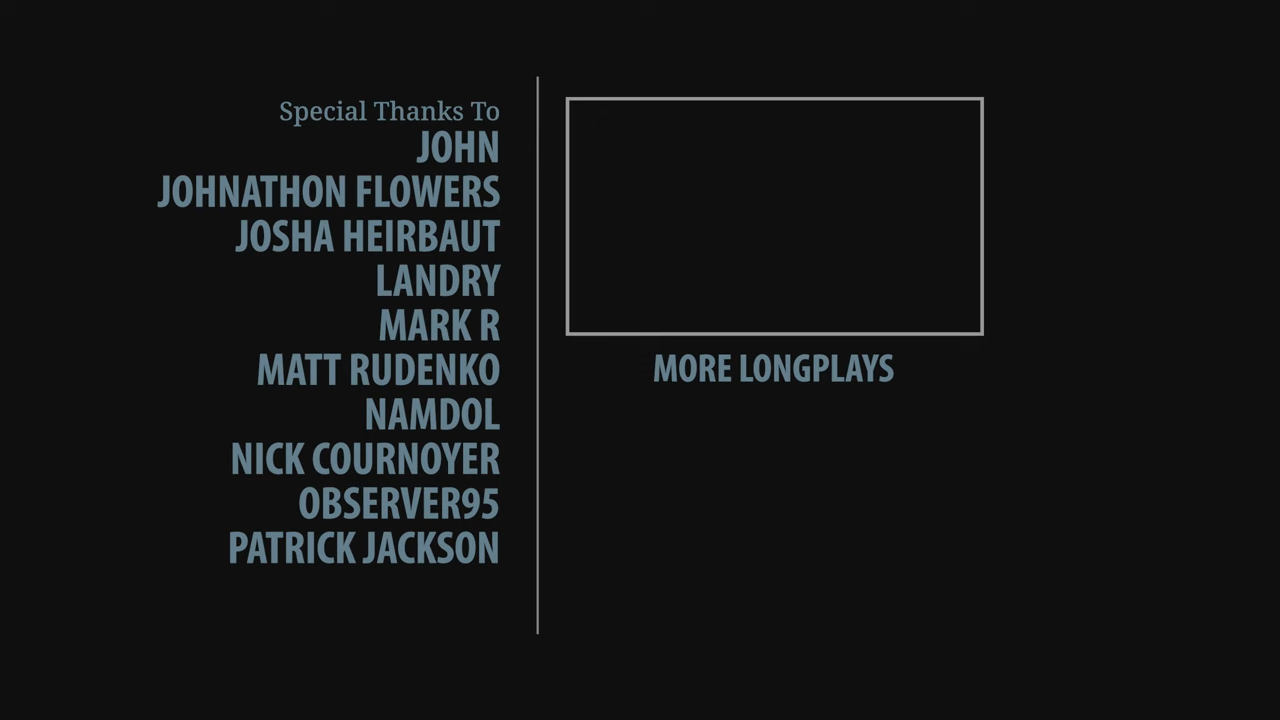 Special Thanks To
JOHN
JOHNATHON FLOWERS
JOSHA HEIRBAUT
LANDRY
MARK R
MATT RUDENKO
NAMDOL
NICK COURNOYER
OBSERVER95
PATRICK JACKSON
MORE LONGPLAYS